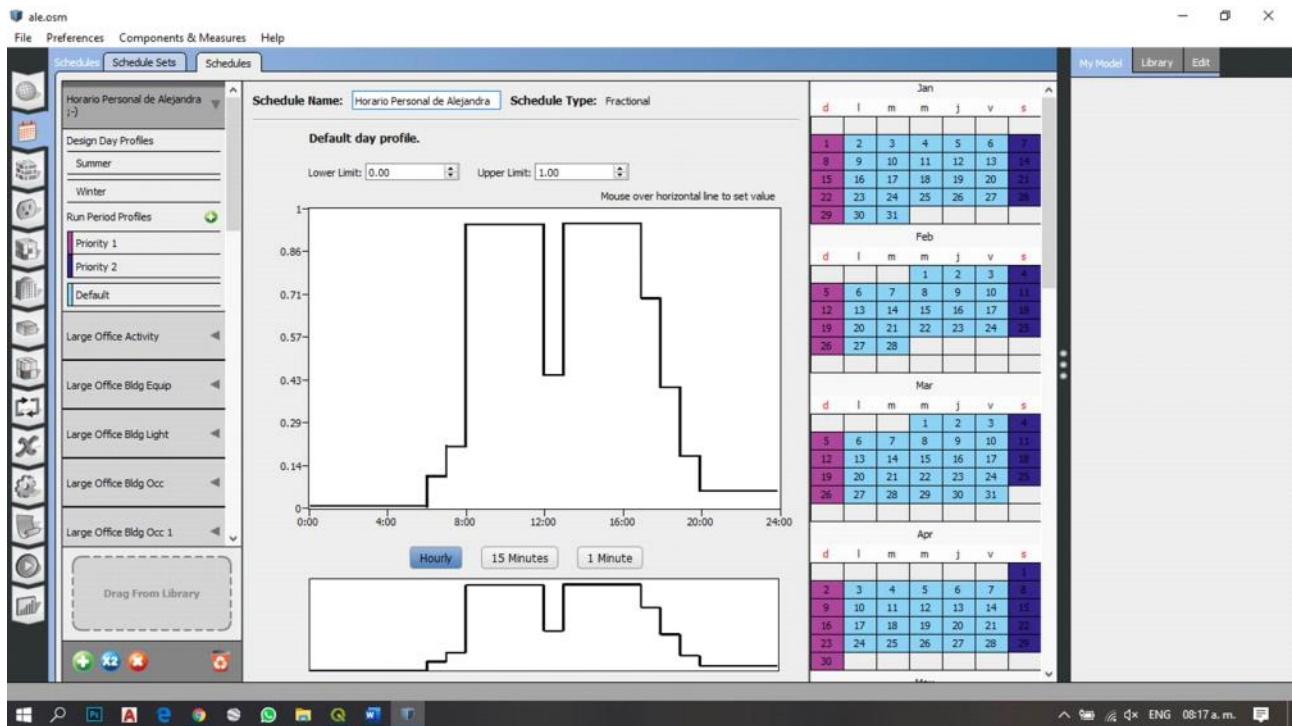 ale.osm
File Preferences Components & Measures Help
Schedules Schedule Sets Schedules
My Model Library Edit
Horario Personal de Alejandra ;-)
Design Day Profiles
Summer
Winter
Run Period Profiles
Priority 1
Priority 2
Default
Large Office Activity
Large Office Bldg Equip
Large Office Bldg Light
Large Office Bldg Occ
Large Office Bldg Occ 1
Drag From Library
x2
Schedule Name: Horario Personal de Alejandra Schedule Type: Fractional
Default day profile.
Lower Limit: 0.00 Upper Limit: 1.00
Mouse over horizontal line to set value
1
0.86
0.71
0.57
0.43
0.29
0.14
0
0:00 4:00 8:00 12:00 16:00 20:00 24:00
Hourly 15 Minutes 1 Minute
Jan
d l m m j v s
1 2 3 4 5 6 7
8 9 10 11 12 13 14
15 16 17 18 19 20 21
22 23 24 25 26 27 28
29 30 31
Feb
d l m m j v s
1 2 3 4
5 6 7 8 9 10 11
12 13 14 15 16 17 18
19 20 21 22 23 24 25
26 27 28
Mar
d l m m j v s
1 2 3 4
5 6 7 8 9 10 11
12 13 14 15 16 17 18
19 20 21 22 23 24 25
26 27 28 29 30 31
Apr
d l m m j v s
1
2 3 4 5 6 7 8
9 10 11 12 13 14 15
16 17 18 19 20 21 22
23 24 25 26 27 28 29
30
ENG 08:17 a. m.